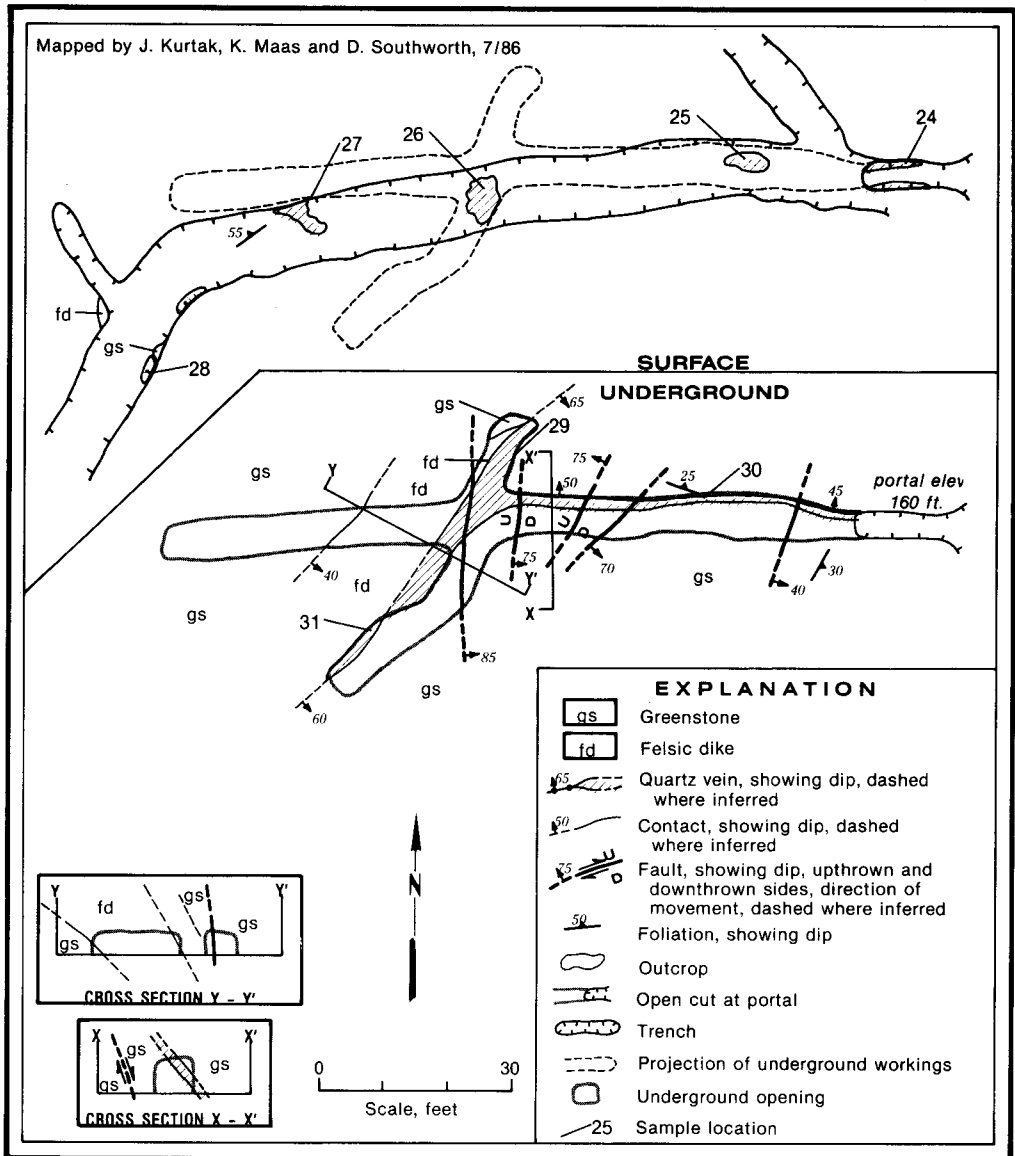 Mapped by J. Kurtak, K. Maas and D. Southworth, 7/86
24
25
26
27
55
fd
gs
28
SURFACE
UNDERGROUND
gs
65
29
fd
X'
75
gs
Y
fd
50
25
30
45
portal elev
160 ft.
U
D
U
D
40
75
70
Y'
fd
X
gs
40
30
gs
31
85
gs
60
EXPLANATION
gs
Greenstone
fd
Felsic dike
65
Quartz vein, showing dip, dashed
where inferred
50
Contact, showing dip, dashed
where inferred
75
U
D
Fault, showing dip, upthrown and
downthrown sides, direction of
movement, dashed where inferred
50
Foliation, showing dip
Outcrop
Open cut at portal
Trench
Projection of underground workings
Underground opening
25
Sample location
N
Y
Y'
fd
gs
gs
gs
CROSS SECTION Y - Y'
X
X'
gs
gs
gs
CROSS SECTION X - X'
0
30
Scale, feet